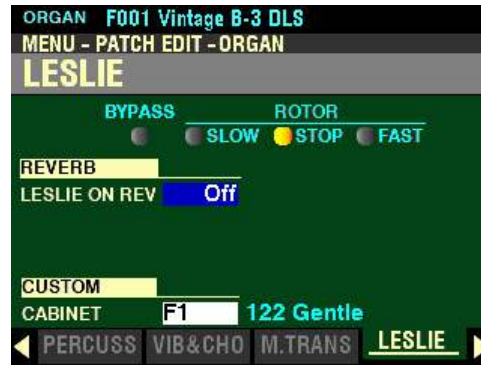 ORGAN F001 Vintage B-3 DLS
MENU - PATCH EDIT - ORGAN
LESLIE
BYPASS ROTOR
SLOW STOP FAST
REVERB
LESLIE ON REV Off
CUSTOM
CABINET F1 122 Gentle
PERCUSS VIB&CHO M.TRANS LESLIE